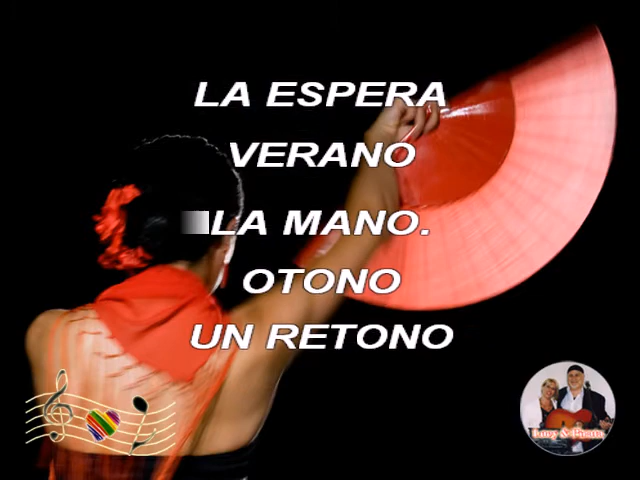 LA ESPERA
VERANO
LA MANO.
OTONO
UN RETONO